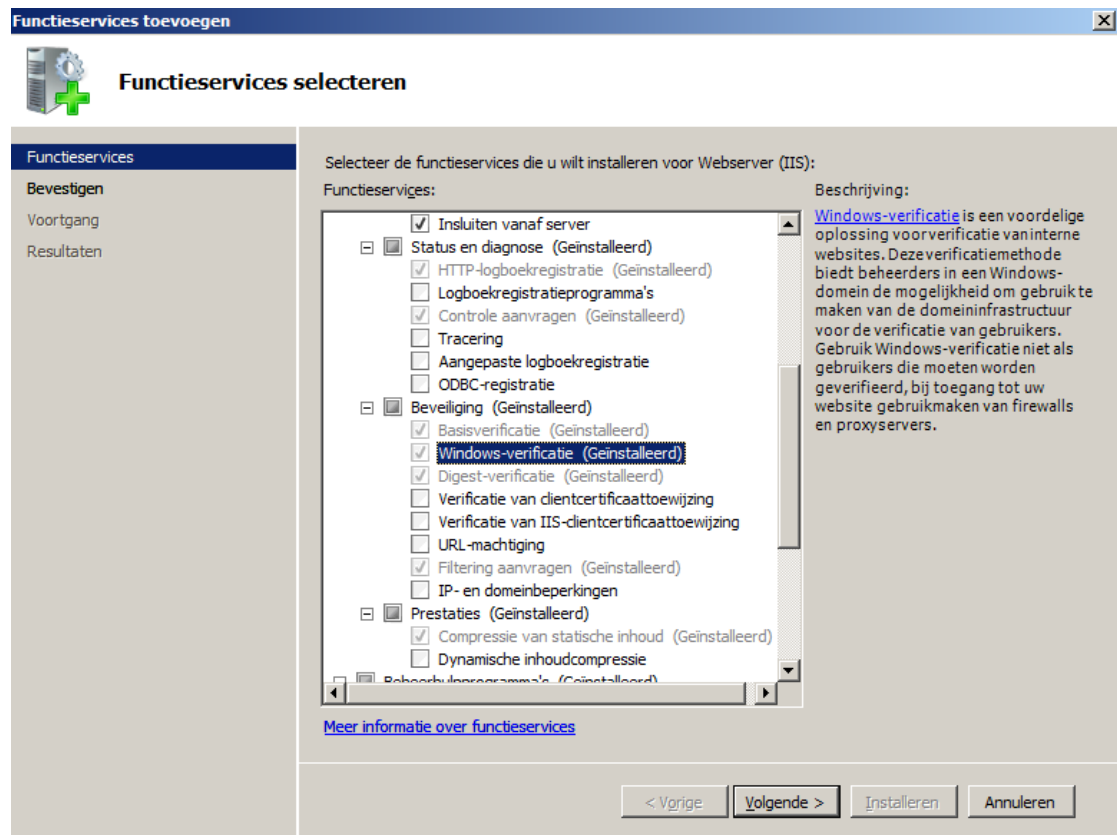 Functieservices toevoegen
Functieservices selecteren
Functieservices
Bevestigen
Voortgang
Resultaten
Selecteer de functieservices die u wilt installeren voor Webserver (IIS):
Functieservices:
Insluiten vanaf server
Status en diagnose (Geïnstalleerd)
HTTP-logboekregistratie (Geïnstalleerd)
Logboekregistratieprogramma's
Controle aanvragen (Geïnstalleerd)
Tracering
Aangepaste logboekregistratie
ODBC-registratie
Beveiliging (Geïnstalleerd)
Basisverificatie (Geïnstalleerd)
Windows-verificatie (Geïnstalleerd)
Digest-verificatie (Geïnstalleerd)
Verificatie van clientcertificaattoewijzing
Verificatie van IIS-clientcertificaattoewijzing
URL-machtiging
Filtering aanvragen (Geïnstalleerd)
IP- en domeinbeperkingen
Prestaties (Geïnstalleerd)
Compressie van statische inhoud (Geïnstalleerd)
Dynamische inhoudcompressie
Beheerhulpprogramma's (Geïnstalleerd)
Meer informatie over functieservices
Beschrijving:
Windows-verificatie is een voordelige
oplossing voor verificatie van interne
websites. Deze verificatiemethode
biedt beheerders in een Windows-
domein de mogelijkheid om gebruik te
maken van de domeininfrastructuur
voor de verificatie van gebruikers.
Gebruik Windows-verificatie niet als
gebruikers die moeten worden
geverifieerd, bij toegang tot uw
website gebruikmaken van firewalls
en proxyservers.
< Vorige
Volgende >
Installeren
Annuleren